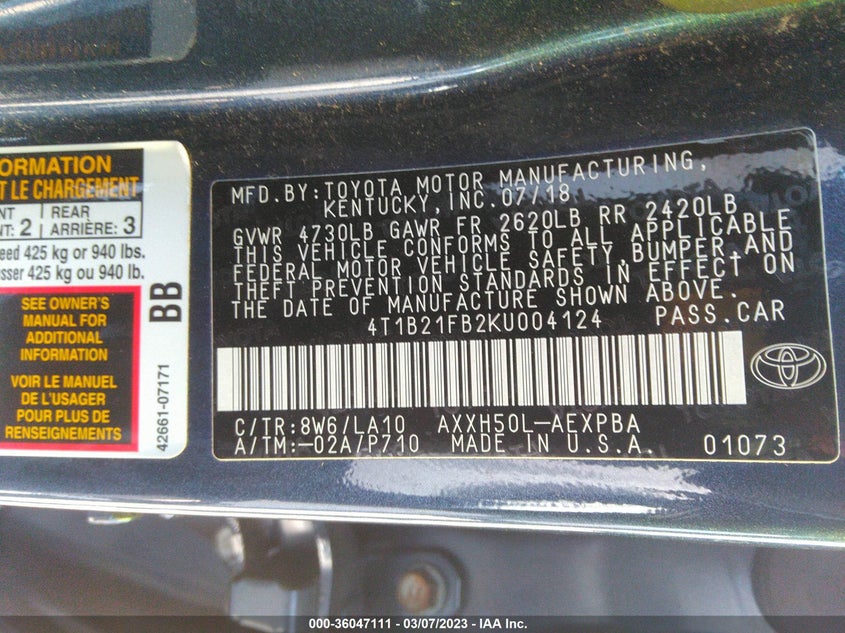 ORMATION
T LE CHARGEMENT
NT REAR
NT: 2 ARRIÈRE: 3
eed 425 kg or 940 lbs.
sser 425 kg ou 940 lb.
SEE OWNER'S
MANUAL FOR
ADDITIONAL
INFORMATION
VOIR LE MANUEL
DE L'USAGER
POUR PLUS DE
RENSEIGNEMENTS
BB
42661-07171
MFD.BY:TOYOTA MOTOR MANUFACTURING,
KENTUCKY, INC. 07/18
GVWR 4730LB GAWR FR 2620LB RR 2420LB
THIS VEHICLE CONFORMS TO ALL APPLICABLE
FEDERAL MOTOR VEHICLE SAFETY,BUMPER,AND
THEFT PREVENTION STANDARDS IN EFFECT ON
THE DATE OF MANUFACTURE SHOWN ABOVE.
4T1B21FB2KU004124 PASS.CAR
C/TR:8W6/LA10 AXXH50L-AEXPBA
A/TM:-02A/P710 MADE IN U.S.A. 01073
000-36047111 - 03/07/2023 - IAA Inc.